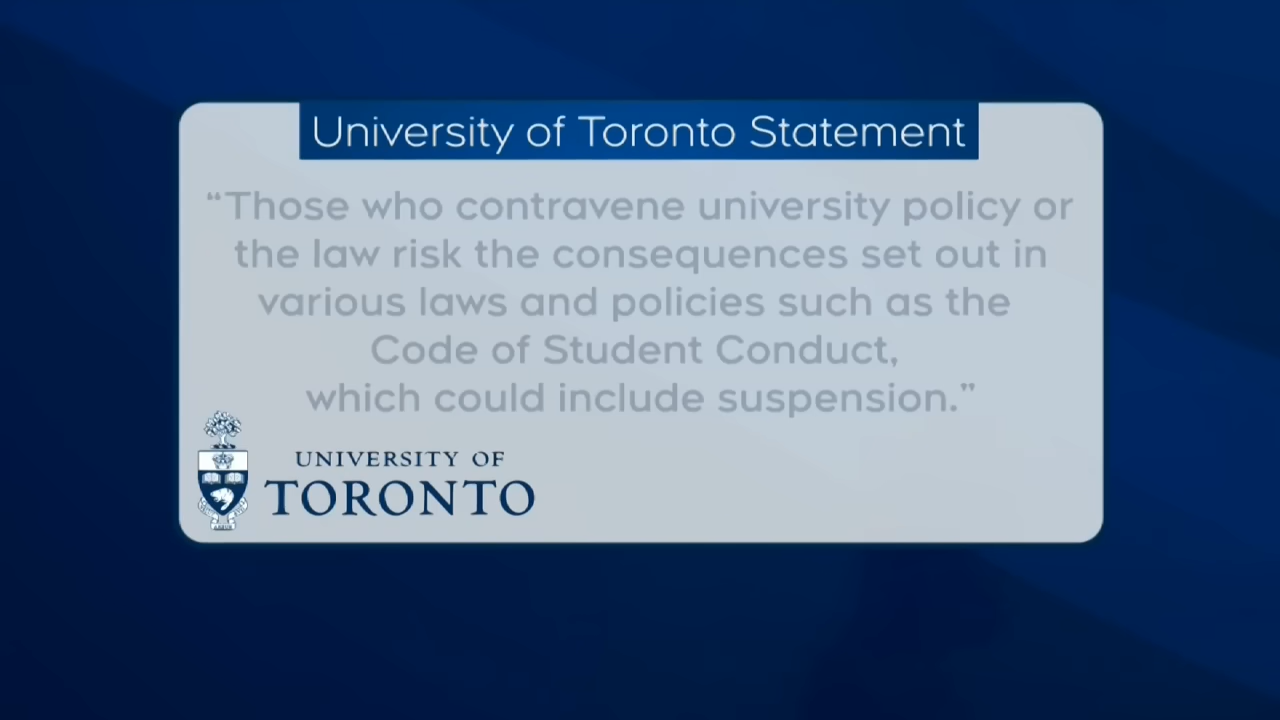 University of Toronto Statement
“Those who contravene university policy or
the law risk the consequences set out in
various laws and policies such as the
Code of Student Conduct,
which could include suspension.”
UNIVERSITY OF
TORONTO